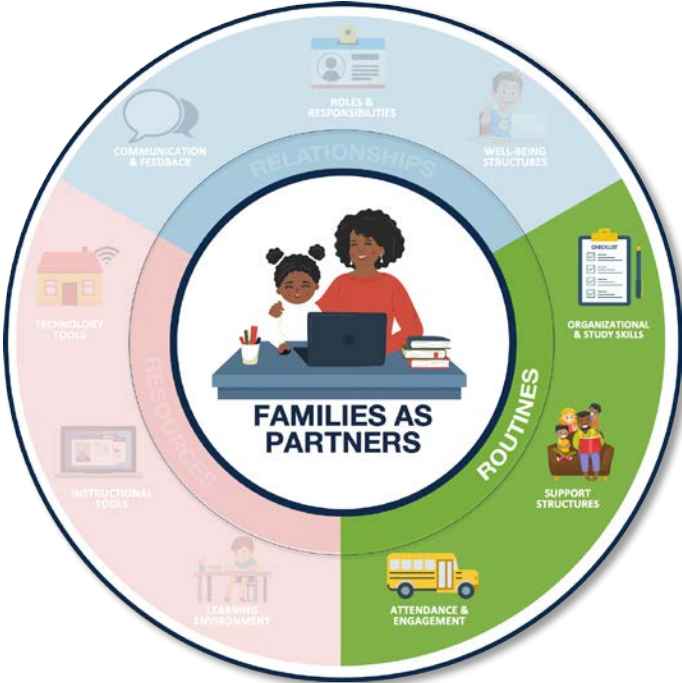 ROLES &
RESPONSIBILITIES
COMMUNICATION
& FEEDBACK
WELL-BEING
STRUCTURES
RELATIONSHIPS
CHECKLIST
ORGANIZATIONAL
& STUDY SKILLS
TECHNOLOGY
TOOLS
RESOURCES
FAMILIES AS
PARTNERS
ROUTINES
INSTRUCTIONAL
TOOLS
SUPPORT
STRUCTURES
LEARNING
ENVIRONMENT
ATTENDANCE &
ENGAGEMENT